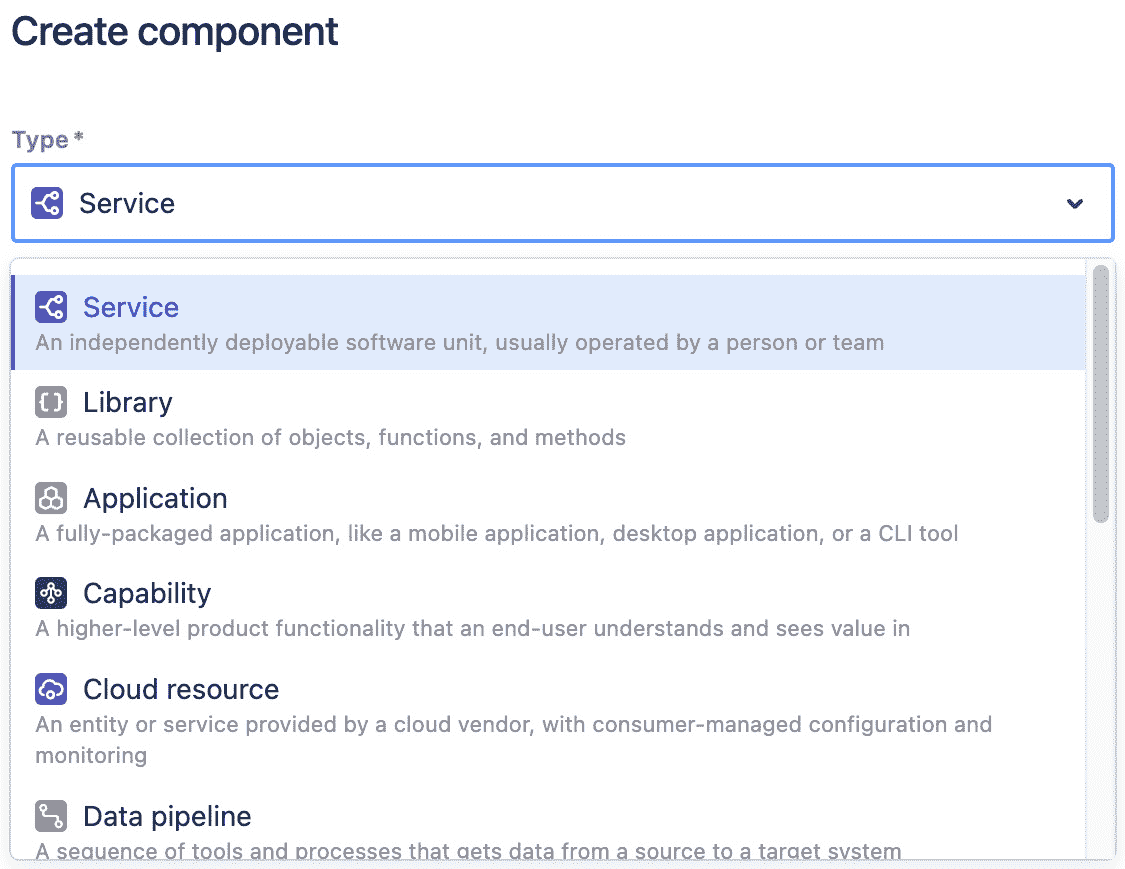 Create component
Type *
Service
Service
An independently deployable software unit, usually operated by a person or team
Library
A reusable collection of objects, functions, and methods
Application
A fully-packaged application, like a mobile application, desktop application, or a CLI tool
Capability
A higher-level product functionality that an end-user understands and sees value in
Cloud resource
An entity or service provided by a cloud vendor, with consumer-managed configuration and
monitoring
Data pipeline
A sequence of tools and processes that gets data from a source to a target system